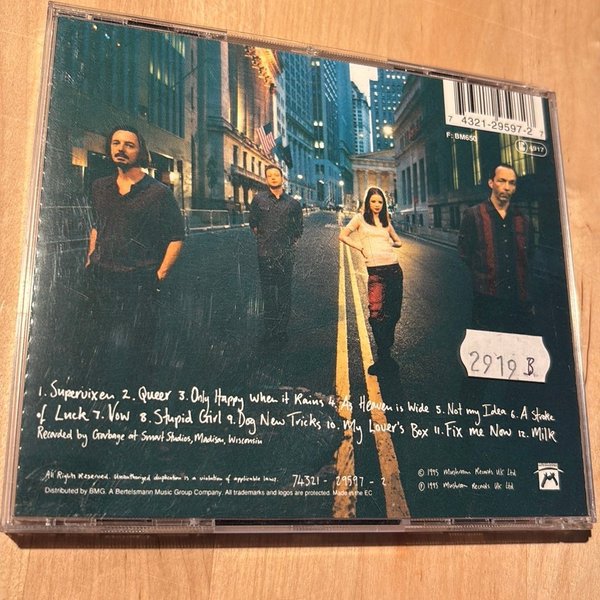 7 4321-29597-2 7
F: BM650
LC 4917
2919 B
1. Supervixen 2. Queer 3. Only Happy When it Rains 4. As Heaven is Wide 5. Not my Idea 6. A Stroke
of Luck 7. Vow 8. Stupid Girl 9. Dog New Tricks 10. My Lover's Box 11. Fix me Now 12. Milk
Recorded by Garbage at Smart Studios, Madison, Wisconsin
All Rights Reserved. Unauthorized duplication is a violation of applicable laws. 74321-29597-2
Distributed by BMG. A Bertelsmann Music Group Company. All trademarks and logos are protected. Made in the EC
© 1995 Mushroom Records UK Ltd
℗ 1995 Mushroom Records UK Ltd.